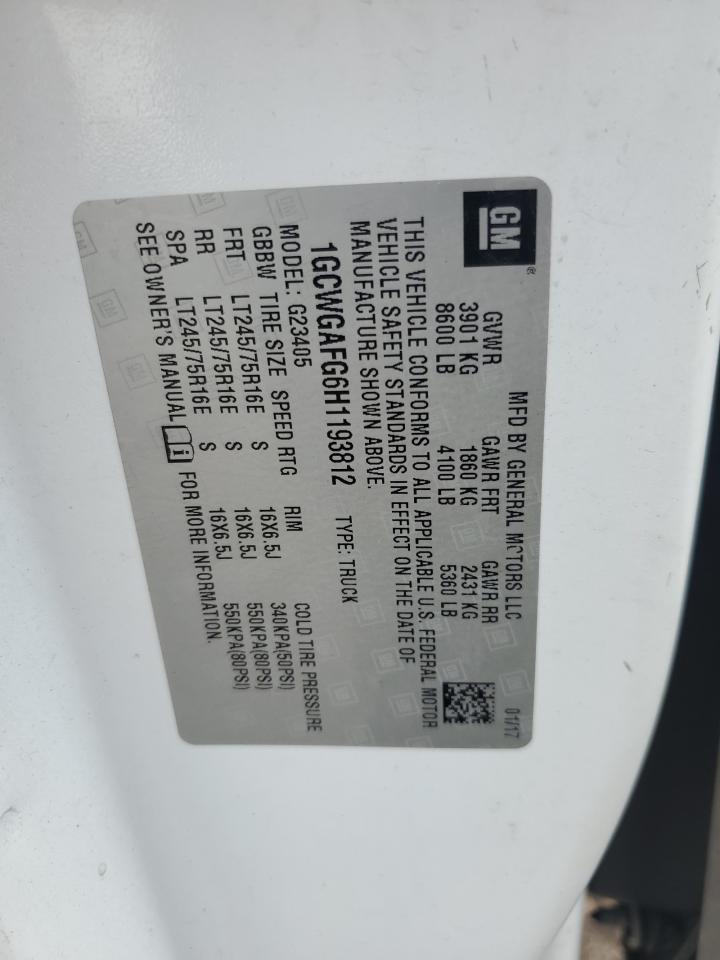 GM®
MFD BY GENERAL MOTORS LLC 01/17
GVWR GAWR FRT GAWR RR
3901 KG 1860 KG 2431 KG
8600 LB 4100 LB 5360 LB
THIS VEHICLE CONFORMS TO ALL APPLICABLE U.S. FEDERAL MOTOR
VEHICLE SAFETY STANDARDS IN EFFECT ON THE DATE OF
MANUFACTURE SHOWN ABOVE.
1GCWGAFG6H1193812 TYPE: TRUCK
MODEL: G23405
GBBW TIRE SIZE SPEED RTG RIM COLD TIRE PRESSURE
FRT LT245/75R16E S 16X6.5J 340KPA(50PSI)
RR LT245/75R16E S 16X6.5J 550KPA(80PSI)
SPA LT245/75R16E S 16X6.5J 550KPA(80PSI)
SEE OWNER'S MANUAL FOR MORE INFORMATION.